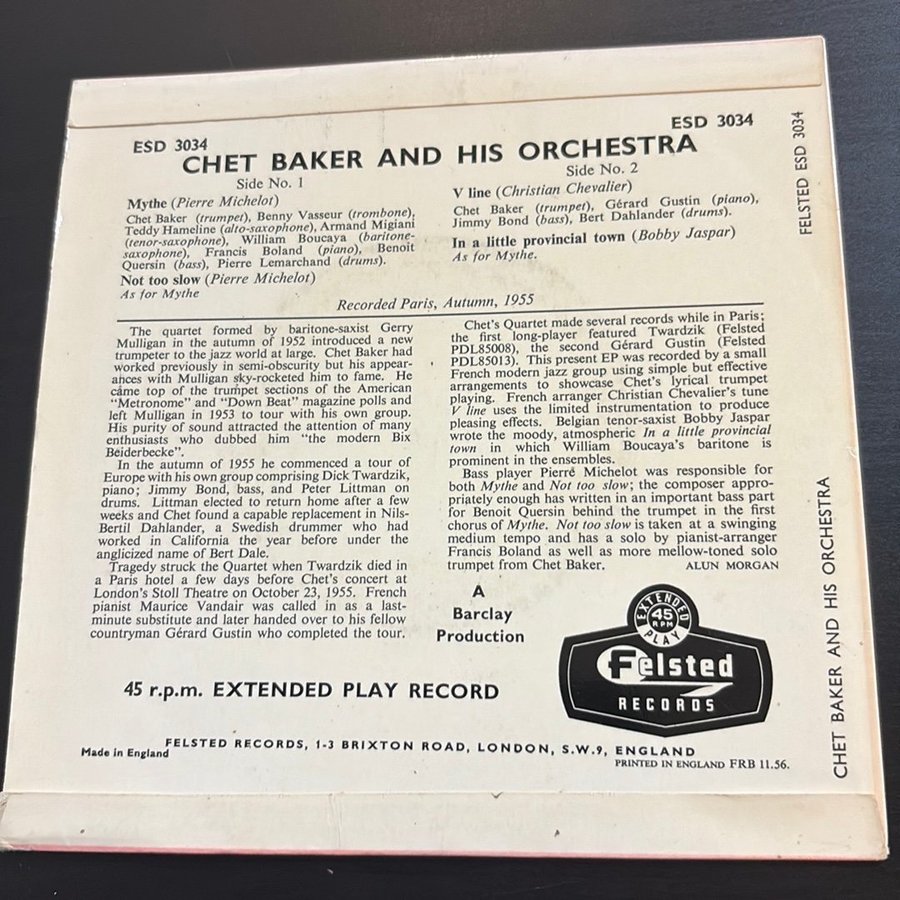 ESD 3034
ESD 3034
CHET BAKER AND HIS ORCHESTRA
Side No. 1
Mythe (Pierre Michelot)
Chet Baker (trumpet), Benny Vasseur (trombone),
Teddy Hameline (alto-saxophone), Armand Migiani
(tenor-saxophone), William Boucaya (baritone-
saxophone), Francis Boland (piano), Benoit
Quersin (bass), Pierre Lemarchand (drums).
Not too slow (Pierre Michelot)
As for Mythe
Side No. 2
V line (Christian Chevalier)
Chet Baker (trumpet), Gérard Gustin (piano),
Jimmy Bond (bass), Bert Dahlander (drums).
In a little provincial town (Bobby Jaspar)
As for Mythe.
Recorded Paris, Autumn, 1955
The quartet formed by baritone-saxist Gerry
Mulligan in the autumn of 1952 introduced a new
trumpeter to the jazz world at large. Chet Baker had
worked previously in semi-obscurity but his appear-
ances with Mulligan sky-rocketed him to fame. He
came top of the trumpet sections of the American
"Metronome" and "Down Beat" magazine polls and
left Mulligan in 1953 to tour with his own group.
His purity of sound attracted the attention of many
enthusiasts who dubbed him "the modern Bix
Beiderbecke".
In the autumn of 1955 he commenced a tour of
Europe with his own group comprising Dick Twardzik,
piano; Jimmy Bond, bass, and Peter Littman on
drums. Littman elected to return home after a few
weeks and Chet found a capable replacement in Nils-
Bertil Dahlander, a Swedish drummer who had
worked in California the year before under the
anglicized name of Bert Dale.
Tragedy struck the Quartet when Twardzik died in
a Paris hotel a few days before Chet's concert at
London's Stoll Theatre on October 23, 1955. French
pianist Maurice Vandair was called in as a last-
minute substitute and later handed over to his fellow
countryman Gérard Gustin who completed the tour.
Chet's Quartet made several records while in Paris;
the first long-player featured Twardzik (Felsted
PDL85008), the second Gérard Gustin (Felsted
PDL85013). This present EP was recorded by a small
French modern jazz group using simple but effective
arrangements to showcase Chet's lyrical trumpet
playing. French arranger Christian Chevalier's tune
V line uses the limited instrumentation to produce
pleasing effects. Belgian tenor-saxist Bobby Jaspar
wrote the moody, atmospheric In a little provincial
town in which William Boucaya's baritone is
prominent in the ensembles.
Bass player Pierre Michelot was responsible for
both Mythe and Not too slow; the composer appro-
priately enough has written in an important bass part
for Benoit Quersin behind the trumpet in the first
chorus of Mythe. Not too slow is taken at a swinging
medium tempo and has a solo by pianist-arranger
Francis Boland as well as more mellow-toned solo
trumpet from Chet Baker. ALUN MORGAN
A
Barclay
Production
EXTENDED
45
RPM
PLAY
Felsted
RECORDS
45 r.p.m. EXTENDED PLAY RECORD
FELSTED RECORDS, 1-3 BRIXTON ROAD, LONDON, S.W.9, ENGLAND
Made in England
PRINTED IN ENGLAND FRB 11.56.
FELSTED ESD 3034
CHET BAKER AND HIS ORCHESTRA